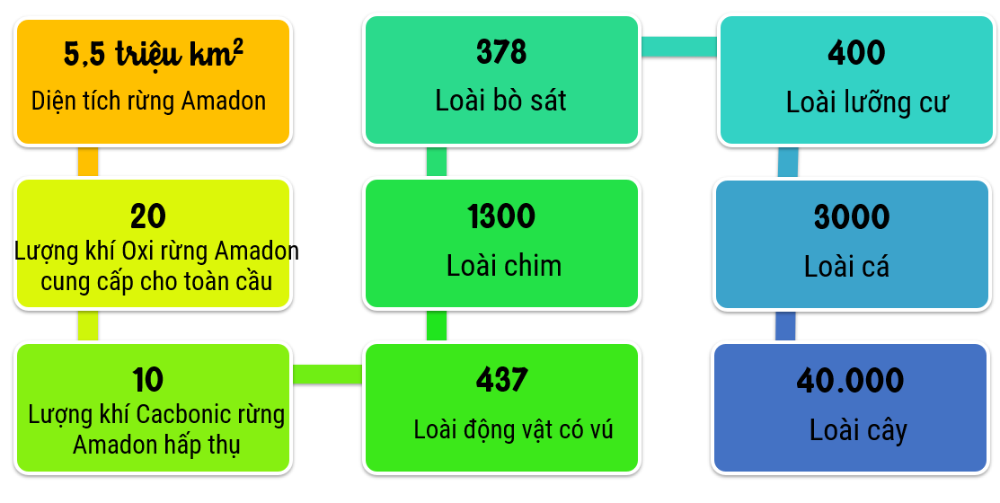 5,5 triệu km²
Diện tích rừng Amadon
20
Lượng khí Oxi rừng Amadon
cung cấp cho toàn cầu
10
Lượng khí Cacbonic rừng
Amadon hấp thụ
437
Loài động vật có vú
1300
Loài chim
378
Loài bò sát
400
Loài lưỡng cư
3000
Loài cá
40.000
Loài cây